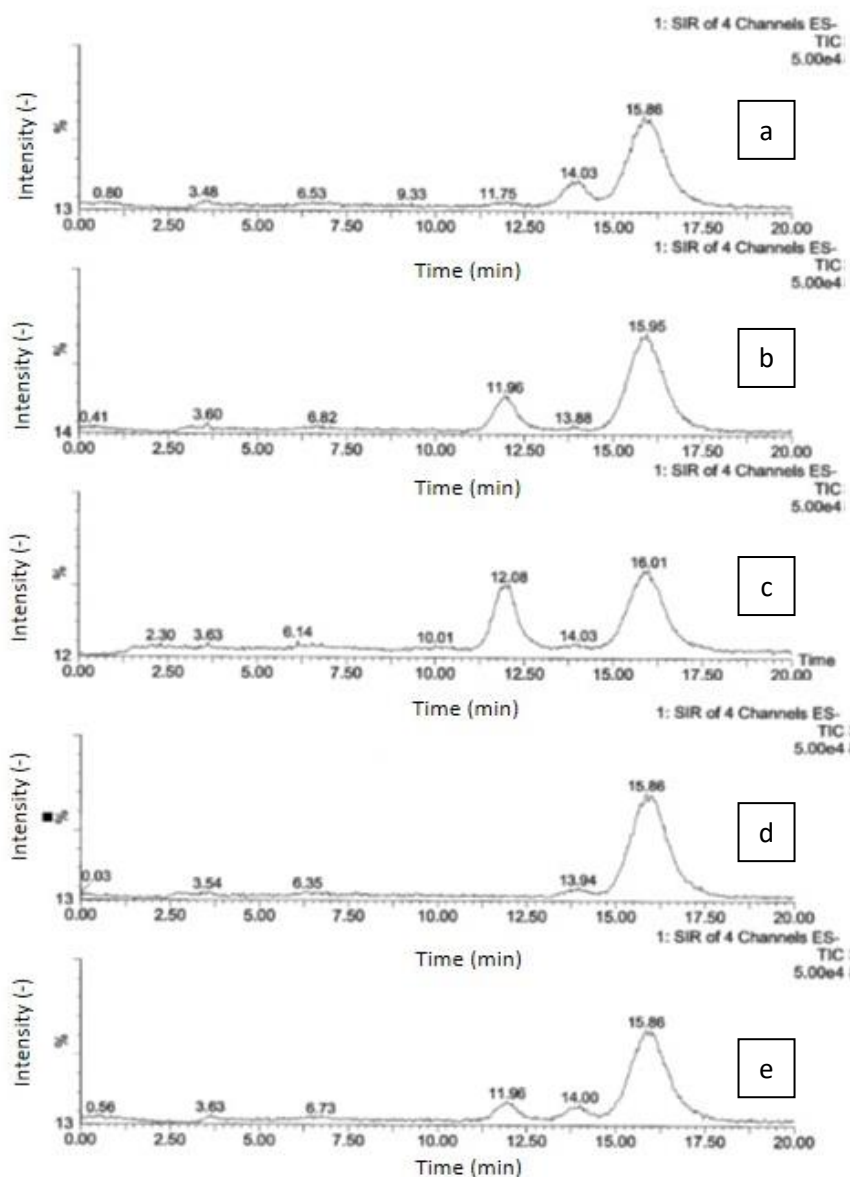 1: SIR of 4 Channels ES-
TIC
5.00e4
Intensity (-)
%
15.86
a
14.03
0.80 3.48 6.53 9.33 11.75
13
0.00 2.50 5.00 7.50 10.00 12.50 15.00 17.50 20.00
Time (min)
1: SIR of 4 Channels ES-
TIC
5.00e4
Intensity (-)
%
15.95
b
11.96
0.41 3.60 6.82 13.88
14
0.00 2.50 5.00 7.50 10.00 12.50 15.00 17.50 20.00
Time (min)
1: SIR of 4 Channels ES-
TIC
5.00e4
Intensity (-)
%
12.08 16.01
c
2.30 3.63 6.14 10.01 14.03
12 Time
0.00 2.50 5.00 7.50 10.00 12.50 15.00 17.50 20.00
Time (min)
1: SIR of 4 Channels ES-
TIC
5.00e4
Intensity (-)
%
15.86
d
0.03 3.54 6.35 13.94
13
0.00 2.50 5.00 7.50 10.00 12.50 15.00 17.50 20.00
Time (min)
1: SIR of 4 Channels ES-
TIC
5.00e4
Intensity (-)
%
15.86
e
0.56 3.63 6.73 11.96 14.00
13
0.00 2.50 5.00 7.50 10.00 12.50 15.00 17.50 20.00
Time (min)